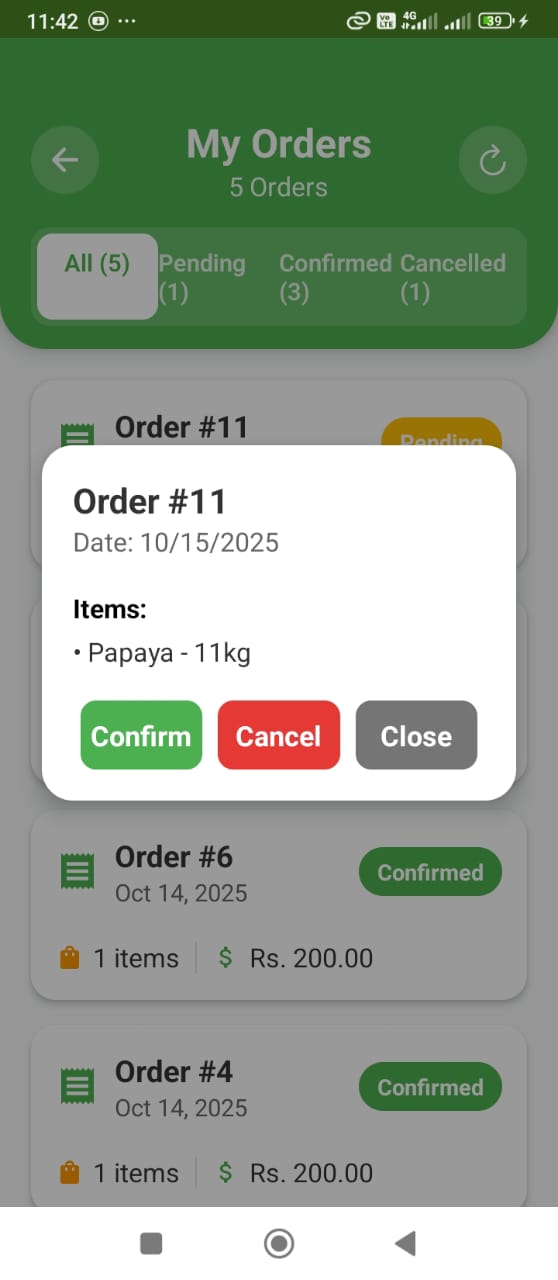 11:42
Vo LTE 4G 39
My Orders
5 Orders
All (5)
Pending (1)
Confirmed (3)
Cancelled (1)
Order #11
Pending
Order #11
Date: 10/15/2025
Items:
• Papaya - 11kg
Confirm Cancel Close
Order #6
Confirmed
Oct 14, 2025
1 items $ Rs. 200.00
Order #4
Confirmed
Oct 14, 2025
1 items $ Rs. 200.00